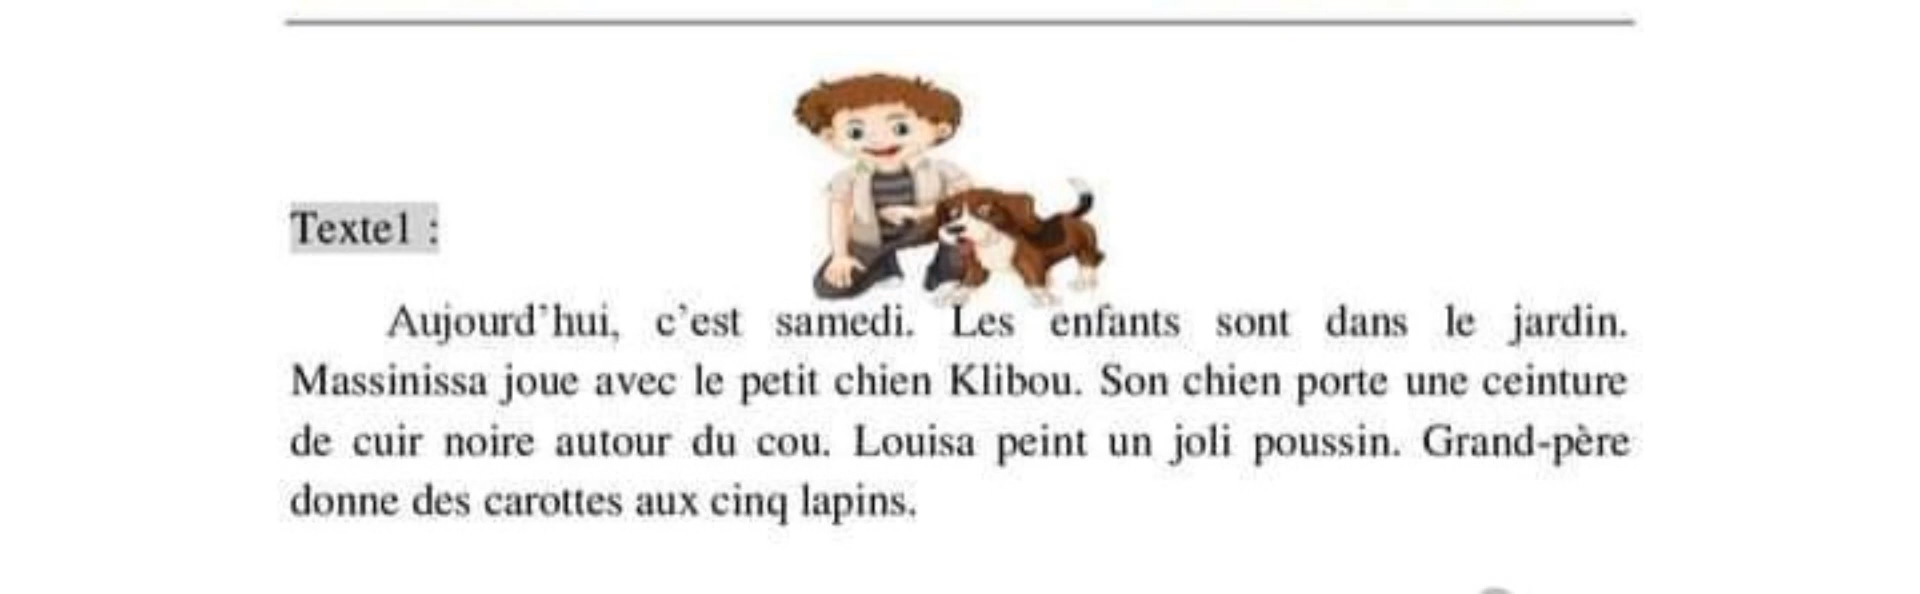 Texte1 :
Aujourd'hui, c'est samedi. Les enfants sont dans le jardin.
Massinissa joue avec le petit chien Klibou. Son chien porte une ceinture
de cuir noire autour du cou. Louisa peint un joli poussin. Grand-père
donne des carottes aux cinq lapins.